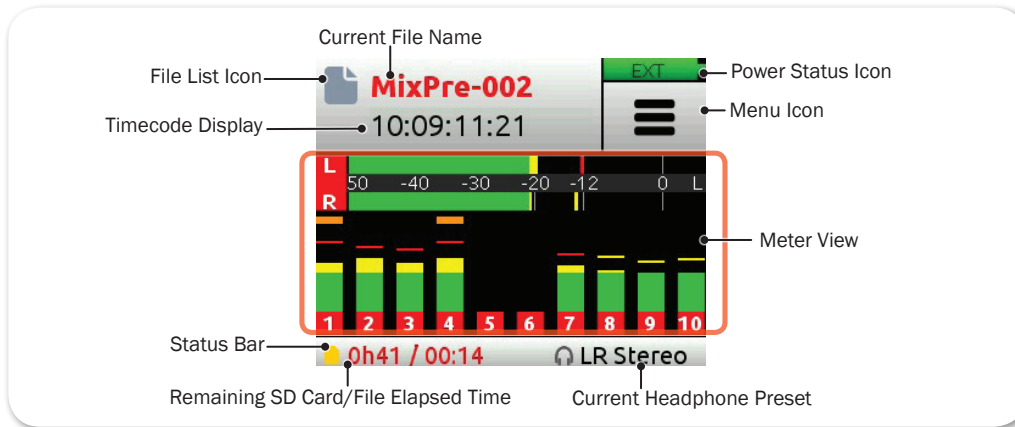 Current File Name
File List Icon
MixPre-002
EXT
Power Status Icon
Menu Icon
Timecode Display
10:09:11:21
L
50 -40 -30 -20 -12 0 L
R
Meter View
1 2 3 4 5 6 7 8 9 10
Status Bar
0h41 / 00:14
LR Stereo
Remaining SD Card/File Elapsed Time
Current Headphone Preset